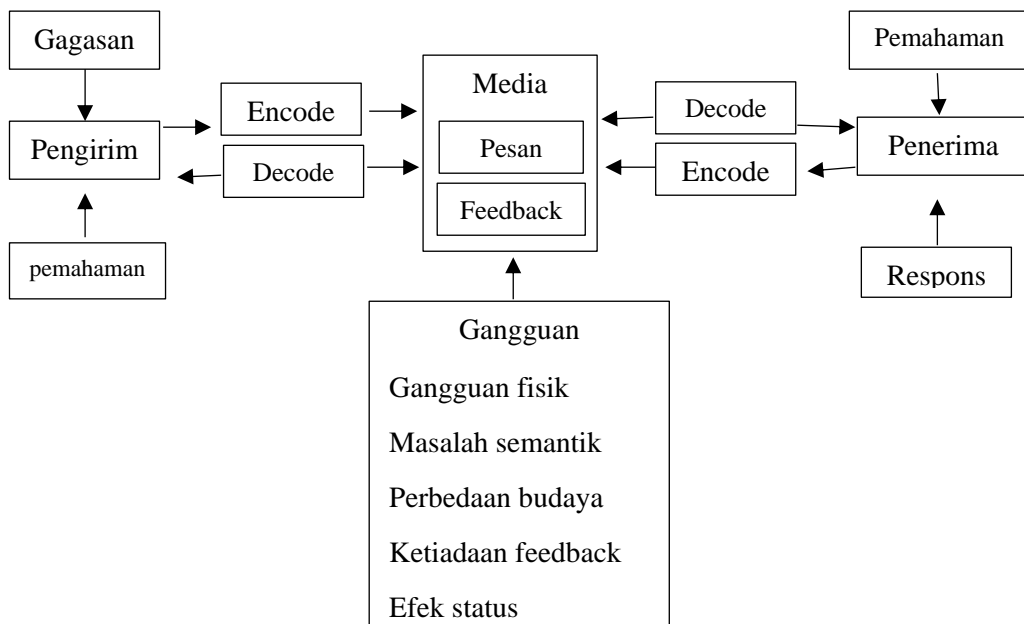 Gagasan
Pemahaman
Media
Encode
Decode
Pengirim
Pesan
Penerima
Decode
Encode
Feedback
pemahaman
Respons
Gangguan
Gangguan fisik
Masalah semantik
Perbedaan budaya
Ketiadaan feedback
Efek status